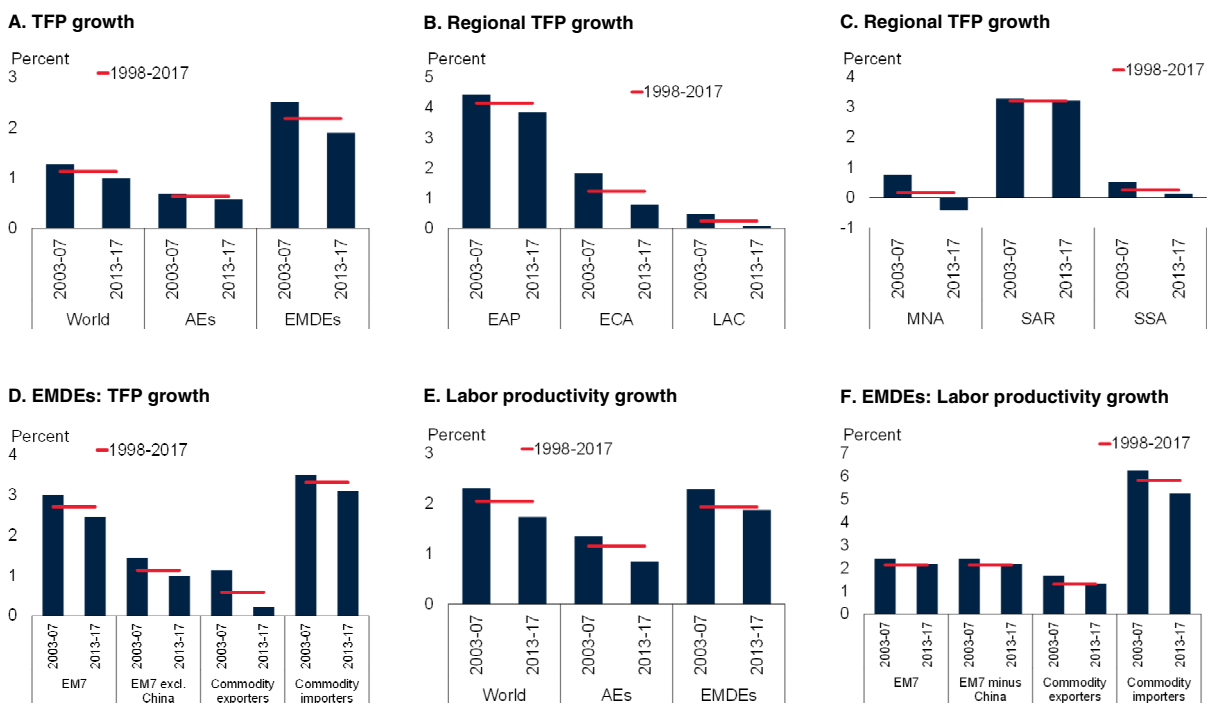 A. TFP growth
Percent
1998-2017
3
2
1
0
2003-07
2013-17
2003-07
2013-17
2003-07
2013-17
World
AEs
EMDEs
B. Regional TFP growth
Percent
1998-2017
5
4
3
2
1
0
2003-07
2013-17
2003-07
2013-17
2003-07
2013-17
EAP
ECA
LAC
C. Regional TFP growth
Percent
1998-2017
4
3
2
1
0
-1
2003-07
2013-17
2003-07
2013-17
2003-07
2013-17
MNA
SAR
SSA
D. EMDEs: TFP growth
Percent
1998-2017
4
3
2
1
0
2003-07
2013-17
2003-07
2013-17
2003-07
2013-17
2003-07
2013-17
EM7
EM7 excl.
China
Commodity
exporters
Commodity
importers
E. Labor productivity growth
Percent
1998-2017
3
2
1
0
2003-07
2013-17
2003-07
2013-17
2003-07
2013-17
World
AEs
EMDEs
F. EMDEs: Labor productivity growth
Percent
1998-2017
7
6
5
4
3
2
1
0
2003-07
2013-17
2003-07
2013-17
2003-07
2013-17
2003-07
2013-17
EM7
EM7 minus
China
Commodity
exporters
Commodity
importers